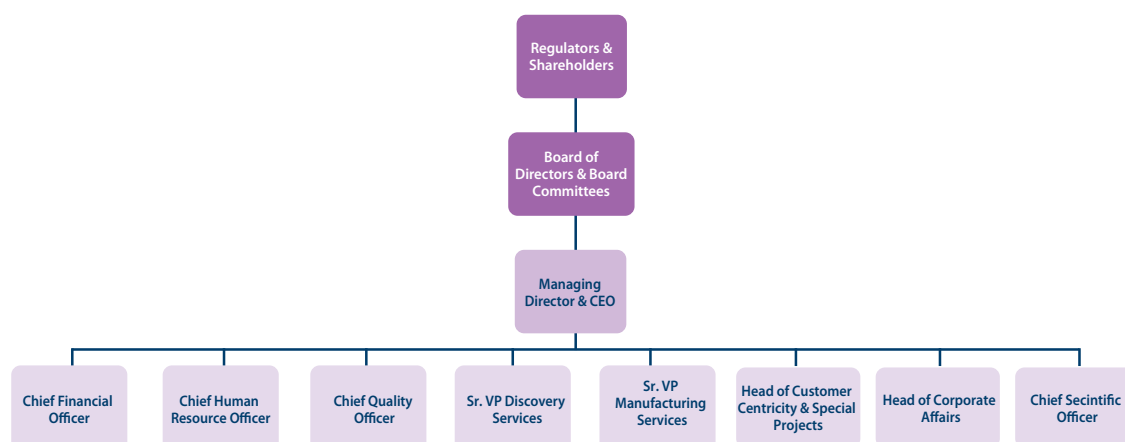 Regulators &
Shareholders
Board of
Directors & Board
Committees
Managing
Director & CEO
Chief Financial
Officer
Chief Human
Resource Officer
Chief Quality
Officer
Sr. VP Discovery
Services
Sr. VP
Manufacturing
Services
Head of Customer
Centricity & Special
Projects
Head of Corporate
Affairs
Chief Secintific
Officer